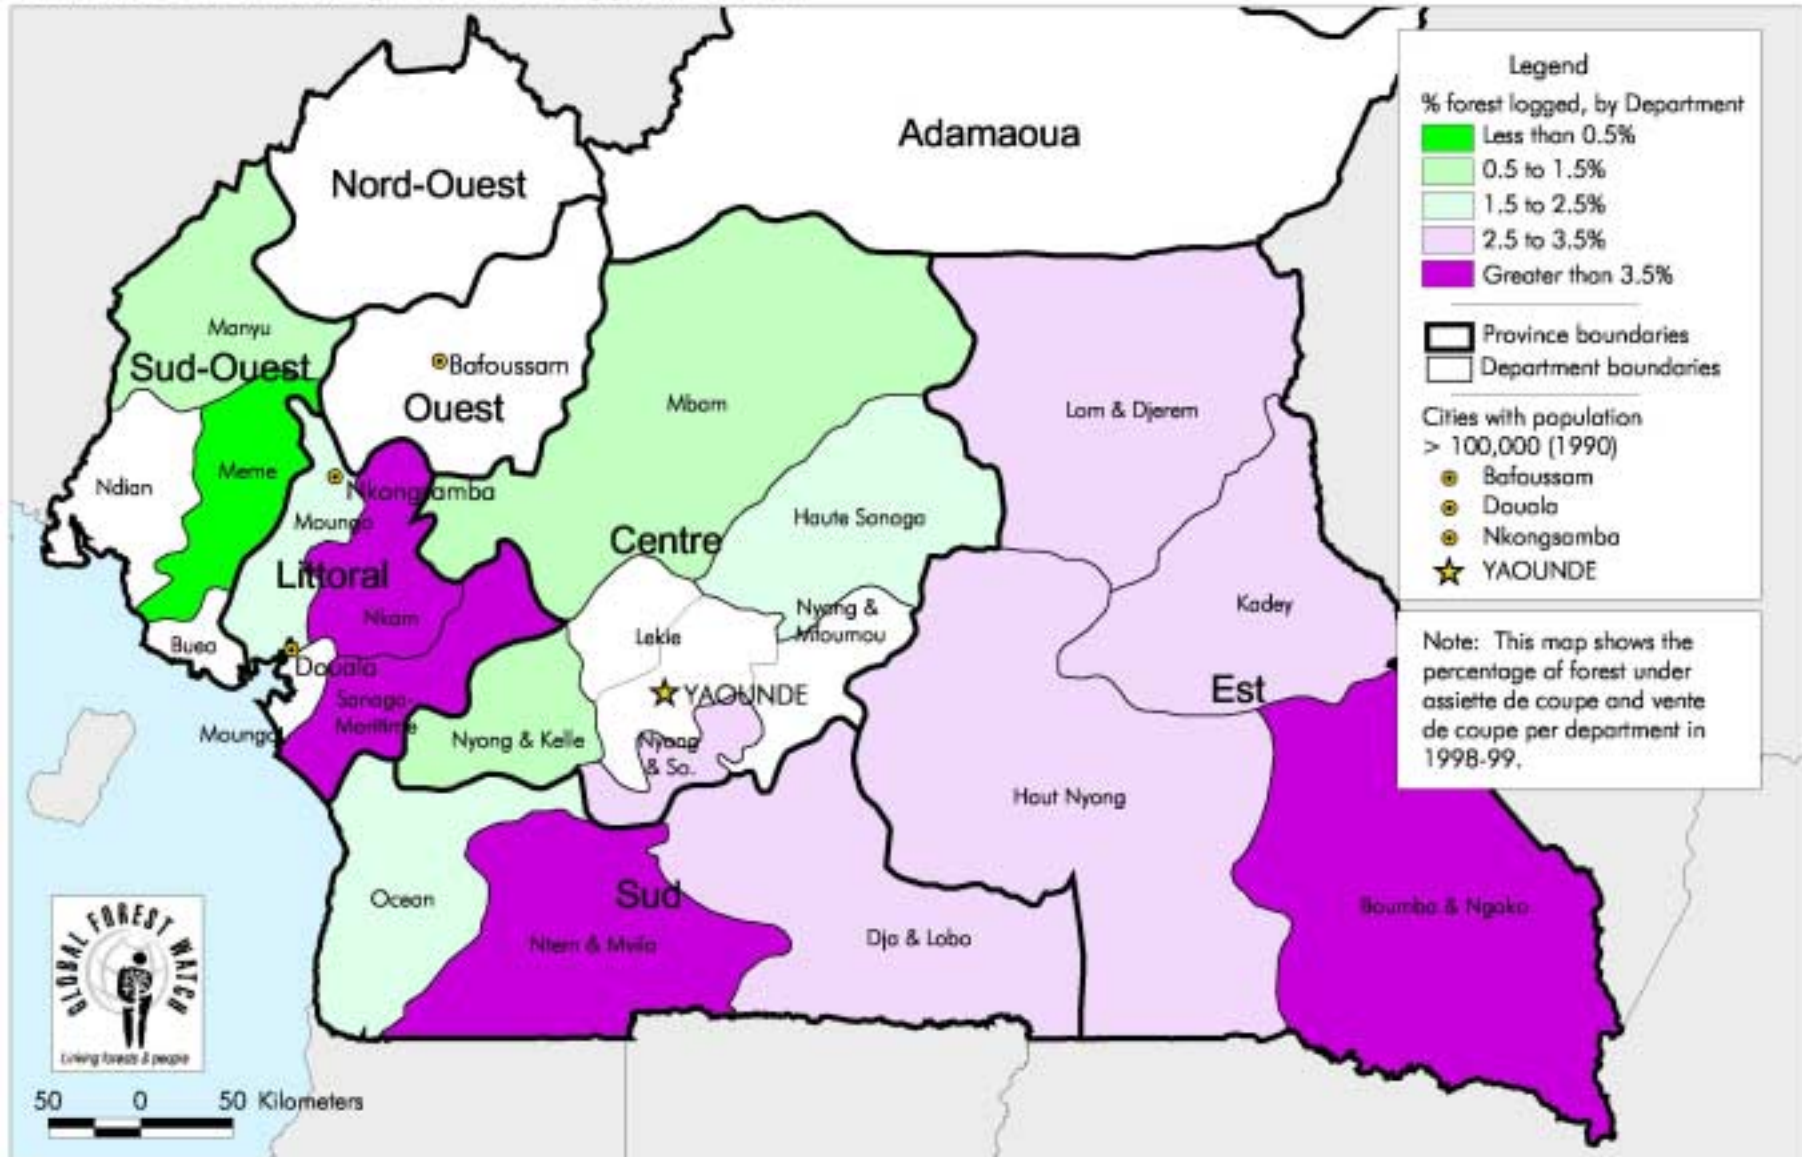 Adamaoua
Nord-Ouest
Manyu
Sud-Ouest
Bafoussam
Ouest
Mbam
Lom & Djerem
Meme
Ndian
Nkongsamba
Moungo
Haute Sanaga
Centre
Littoral
Nkam
Nyong &
Mfoumou
Kadey
Lekie
Buea
Douala
YAOUNDE
Est
Sanaga-
Maritime
Moungo
Nyong & Kelle
Nyong
& So.
Haut Nyong
Ocean
Sud
Ntem & Mvila
Dja & Lobo
Boumba & Ngoko
Legend
% forest logged, by Department
Less than 0.5%
0.5 to 1.5%
1.5 to 2.5%
2.5 to 3.5%
Greater than 3.5%
Province boundaries
Department boundaries
Cities with population
> 100,000 (1990)
Bafoussam
Douala
Nkongsamba
YAOUNDE
Note: This map shows the
percentage of forest under
assiette de coupe and vente
de coupe per department in
1998-99.
GLOBAL FOREST WATCH
Linking forests & people
50 0 50 Kilometers